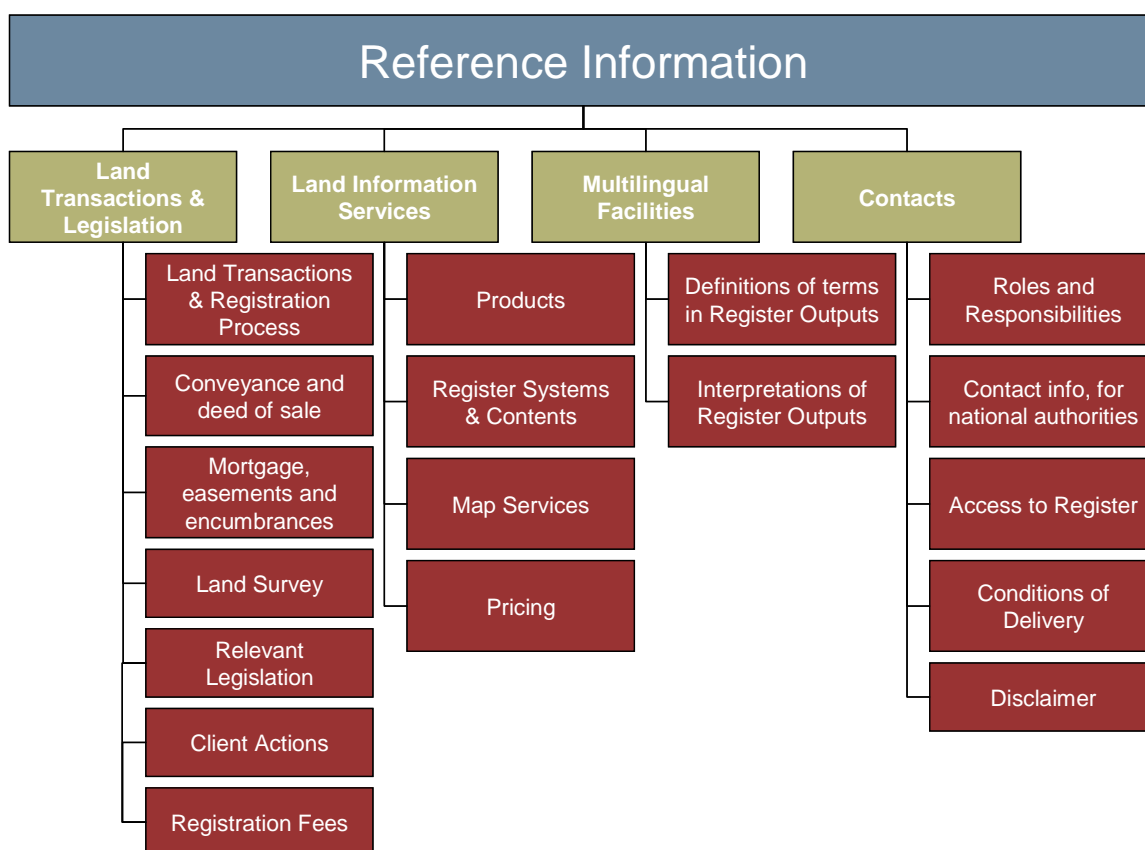 Reference Information
Land
Transactions &
Legislation
Land Transactions
& Registration
Process
Conveyance and
deed of sale
Mortgage,
easements and
encumbrances
Land Survey
Relevant
Legislation
Client Actions
Registration Fees
Land Information
Services
Products
Register Systems
& Contents
Map Services
Pricing
Multilingual
Facilities
Definitions of terms
in Register Outputs
Interpretations of
Register Outputs
Contacts
Roles and
Responsibilities
Contact info, for
national authorities
Access to Register
Conditions of
Delivery
Disclaimer